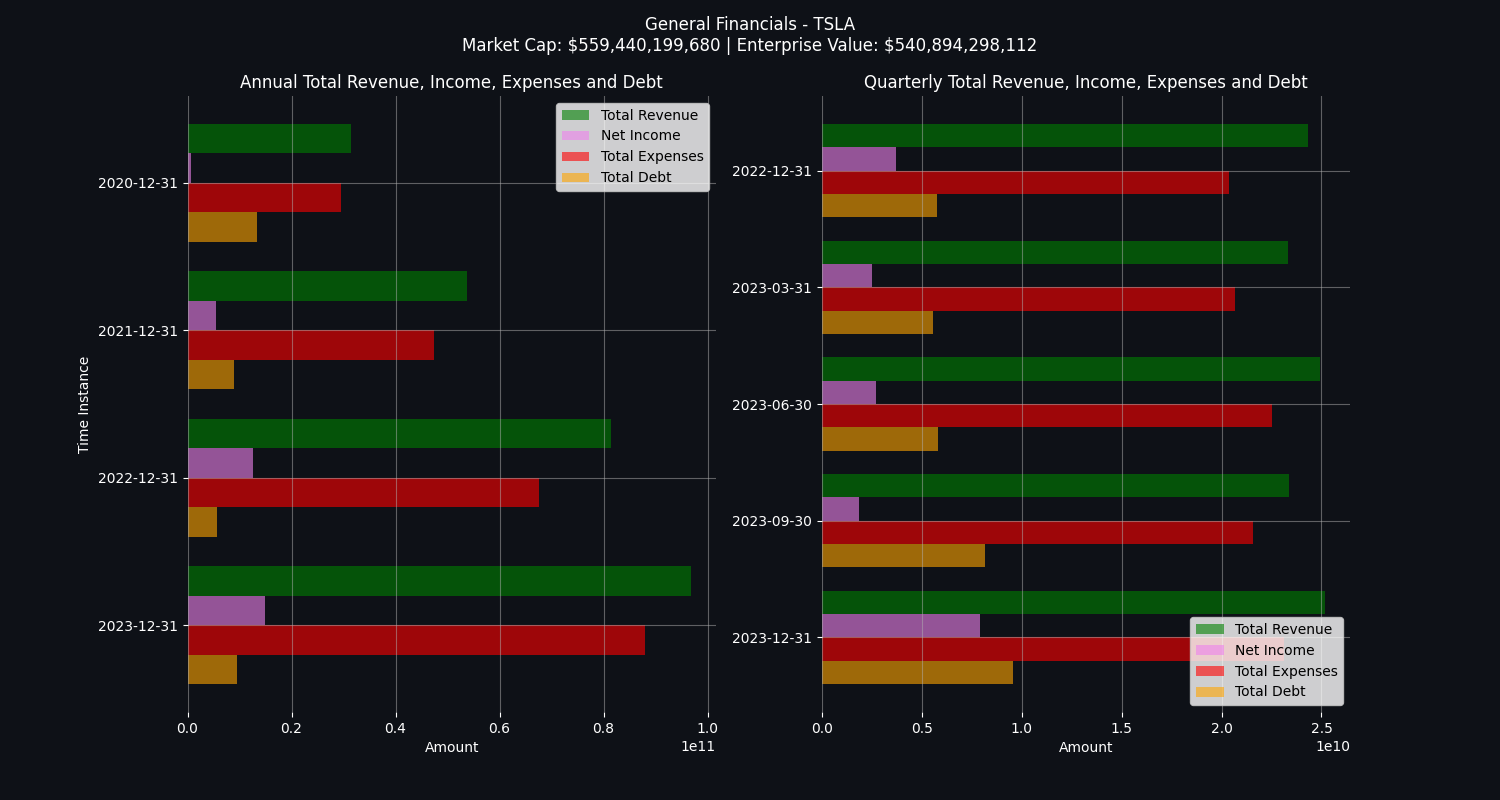 General Financials - TSLA
Market Cap: $559,440,199,680 | Enterprise Value: $540,894,298,112
Annual Total Revenue, Income, Expenses and Debt
Total Revenue
Net Income
Total Expenses
Total Debt
Time Instance
2020-12-31
2021-12-31
2022-12-31
2023-12-31
0.0 0.2 0.4 0.6 0.8 1.0
1e11
Amount
Quarterly Total Revenue, Income, Expenses and Debt
2022-12-31
2023-03-31
2023-06-30
2023-09-30
2023-12-31
Total Revenue
Net Income
Total Expenses
Total Debt
0.0 0.5 1.0 1.5 2.0 2.5
1e10
Amount